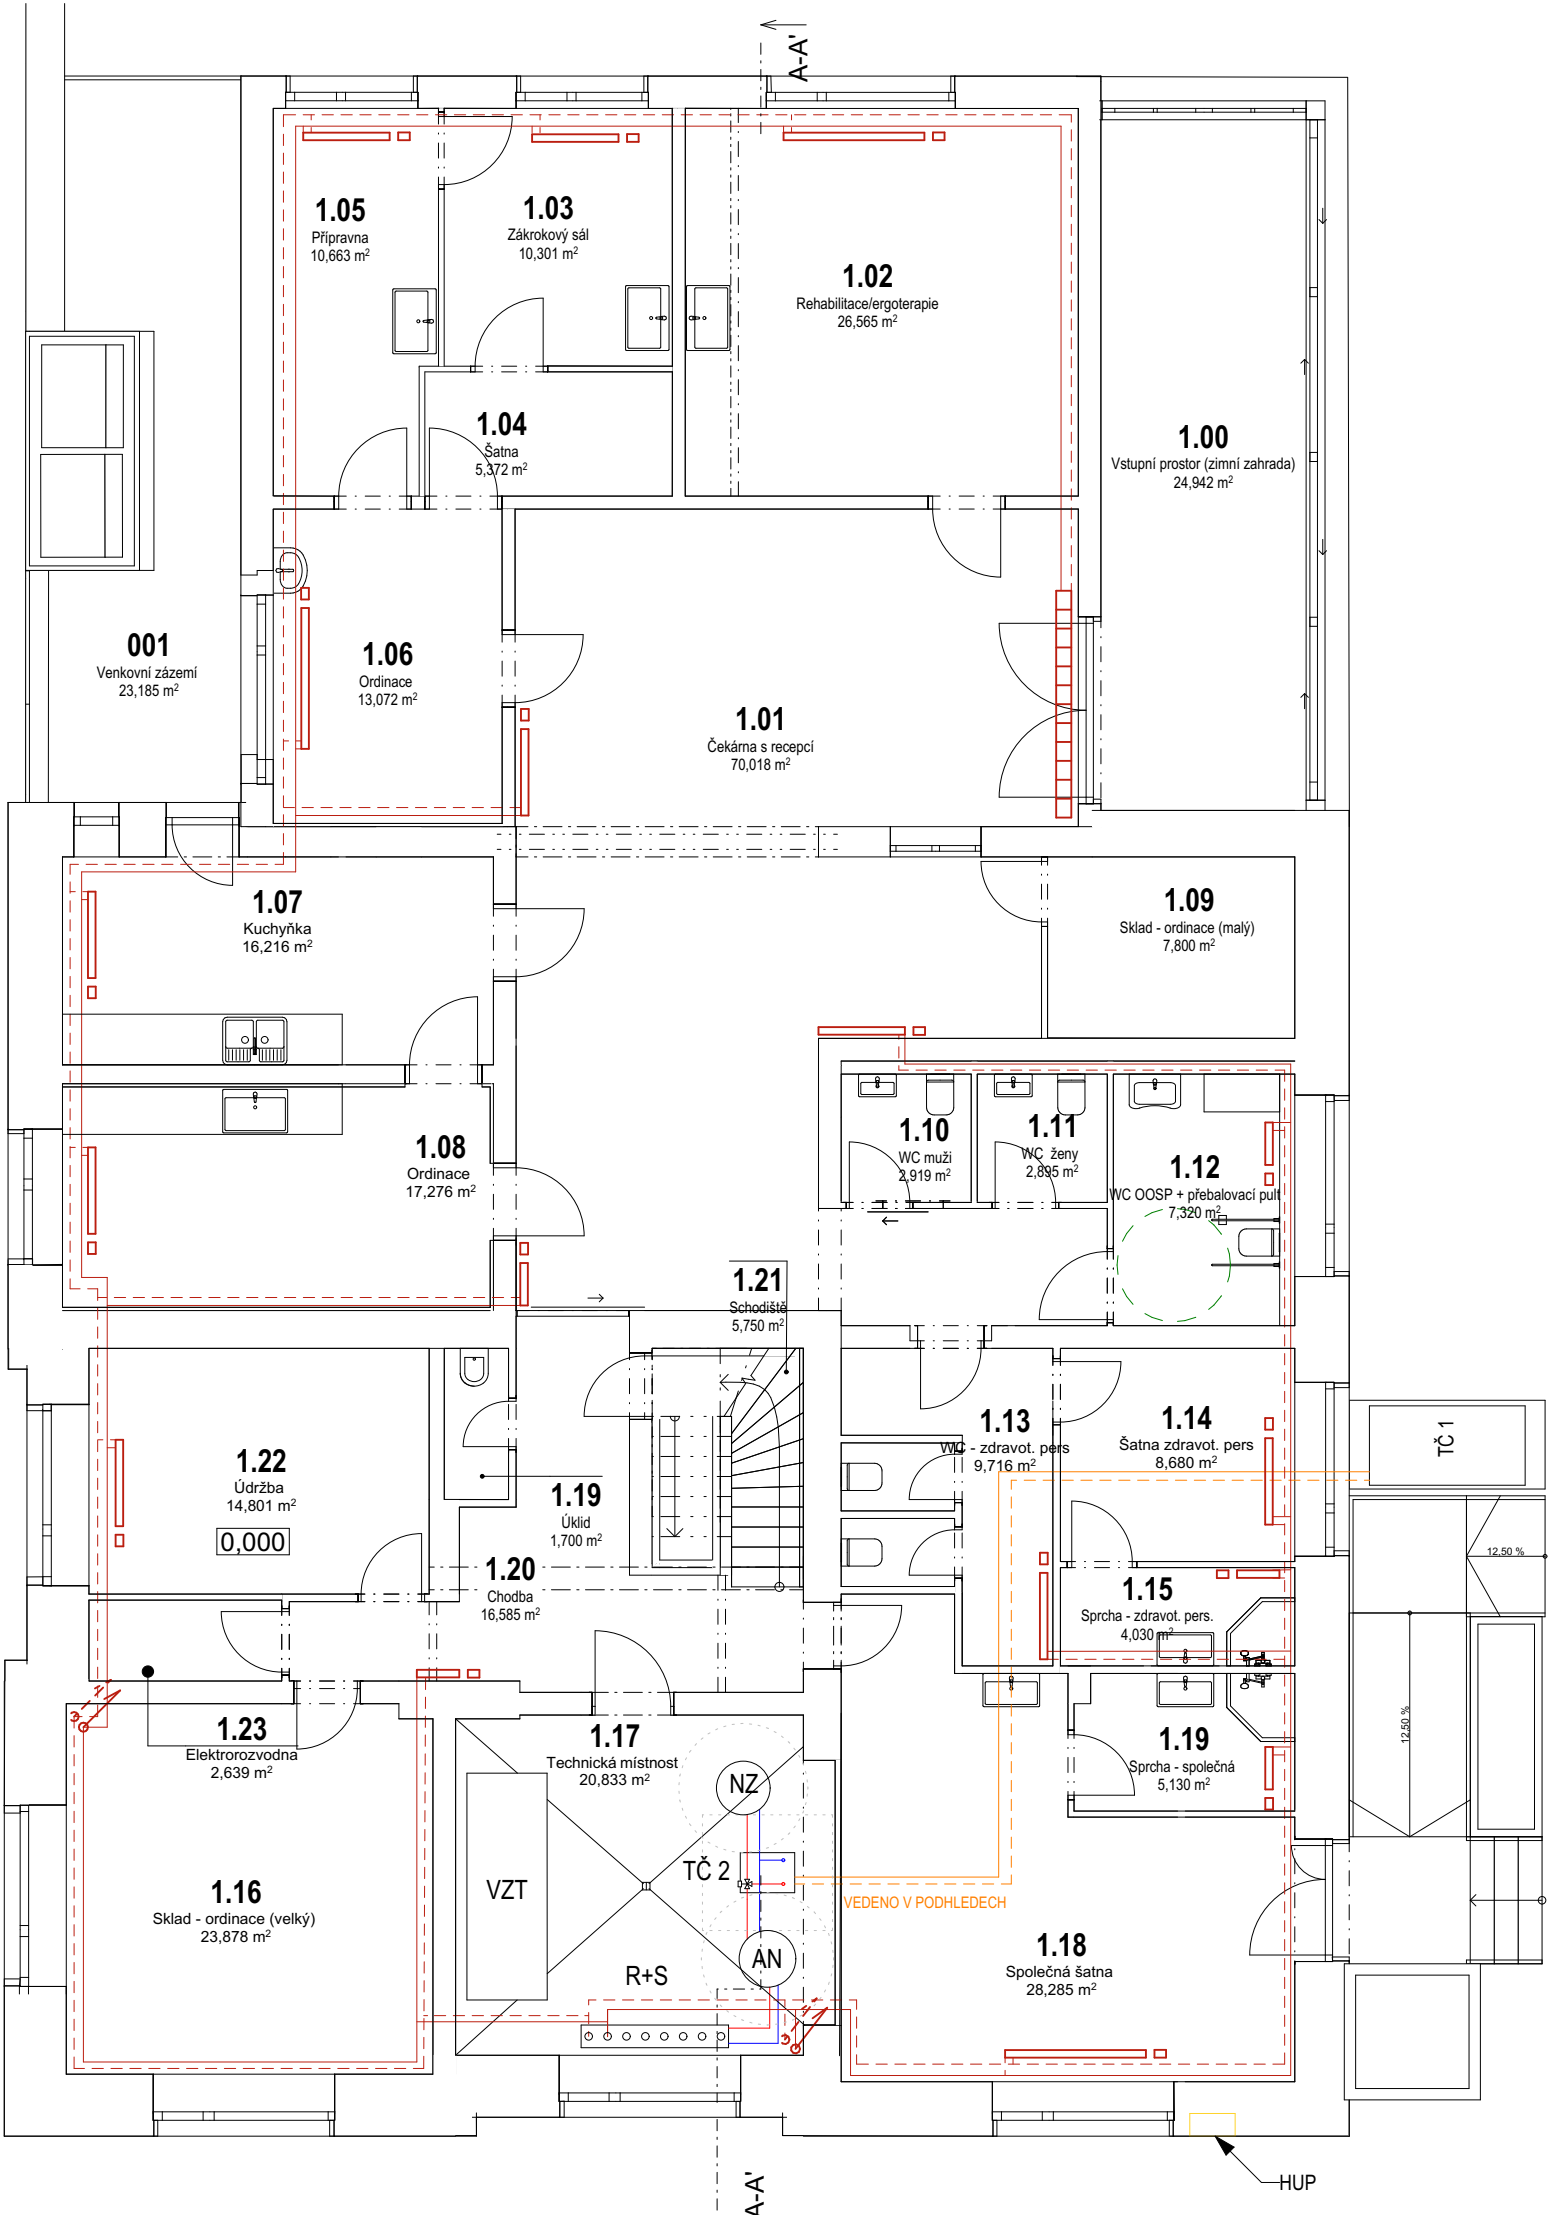 A-A'
1.05
Přípravna
10,663 m²
1.03
Zákrokový sál
10,301 m²
1.02
Rehabilitace/ergoterapie
26,565 m²
1.04
Šatna
5,372 m²
1.00
Vstupní prostor (zimní zahrada)
24,942 m²
001
Venkovní zázemí
23,185 m²
1.06
Ordinace
13,072 m²
1.01
Čekárna s recepcí
70,018 m²
1.07
Kuchyňka
16,216 m²
1.09
Sklad - ordinace (malý)
7,800 m²
1.08
Ordinace
17,276 m²
1.10
WC muži
2,919 m²
1.11
WC ženy
2,895 m²
1.12
WC OOSP + přebalovací pult
7,320 m²
1.21
Schodiště
5,750 m²
1.13
WC - zdravot. pers
9,716 m²
1.14
Šatna zdravot. pers
8,680 m²
TČ 1
1.22
Údržba
14,801 m²
0,000
1.19
Úklid
1,700 m²
12,50 %
1.20
Chodba
16,585 m²
1.15
Sprcha - zdravot. pers.
4,030 m²
12,50 %
1.23
Elektrorozvodna
2,639 m²
1.17
Technická místnost
20,833 m²
1.19
Sprcha - společná
5,130 m²
NZ
TČ 2
VZT
VEDENO V PODHLEDECH
1.16
Sklad - ordinace (velký)
23,878 m²
AN
R+S
1.18
Společná šatna
28,285 m²
A-A'
HUP